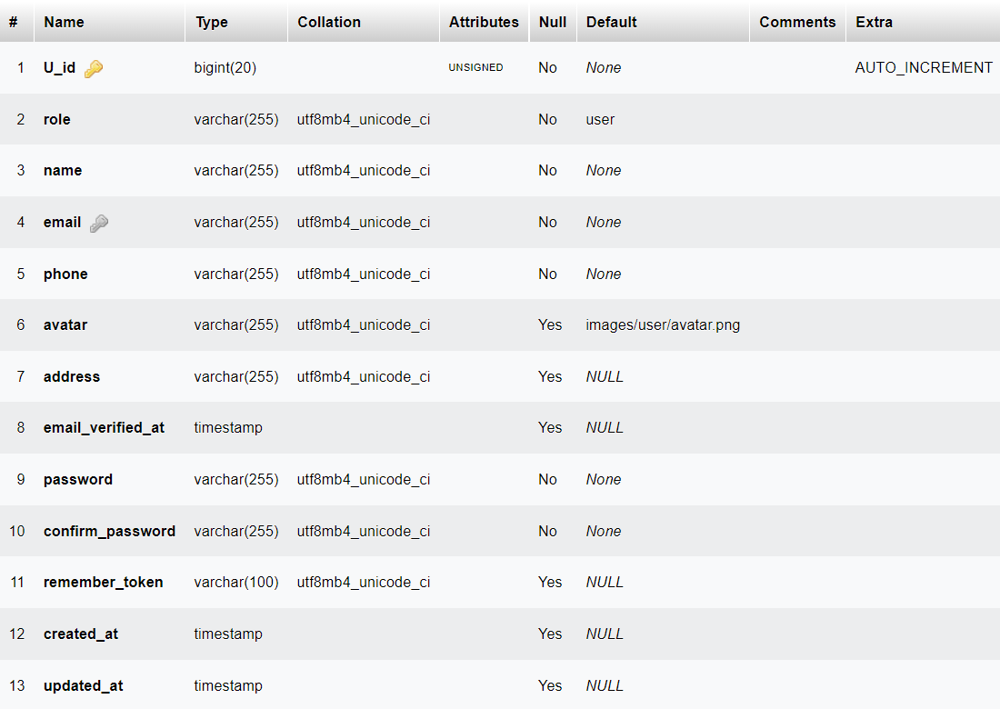 # Name Type Collation Attributes Null Default Comments Extra
1 U_id bigint(20) UNSIGNED No None AUTO_INCREMENT
2 role varchar(255) utf8mb4_unicode_ci No user
3 name varchar(255) utf8mb4_unicode_ci No None
4 email varchar(255) utf8mb4_unicode_ci No None
5 phone varchar(255) utf8mb4_unicode_ci No None
6 avatar varchar(255) utf8mb4_unicode_ci Yes images/user/avatar.png
7 address varchar(255) utf8mb4_unicode_ci Yes NULL
8 email_verified_at timestamp Yes NULL
9 password varchar(255) utf8mb4_unicode_ci No None
10 confirm_password varchar(255) utf8mb4_unicode_ci No None
11 remember_token varchar(100) utf8mb4_unicode_ci Yes NULL
12 created_at timestamp Yes NULL
13 updated_at timestamp Yes NULL